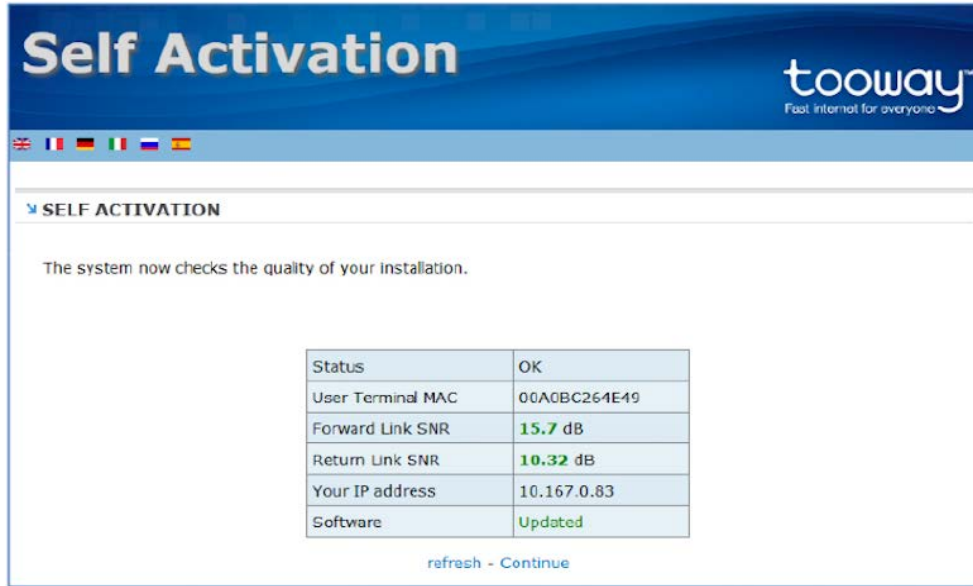 Self Activation
tooway™
Fast internet for everyone
SELF ACTIVATION
The system now checks the quality of your installation.
Status OK
User Terminal MAC 00A0BC264E49
Forward Link SNR 15.7 dB
Return Link SNR 10.32 dB
Your IP address 10.167.0.83
Software Updated
refresh - Continue